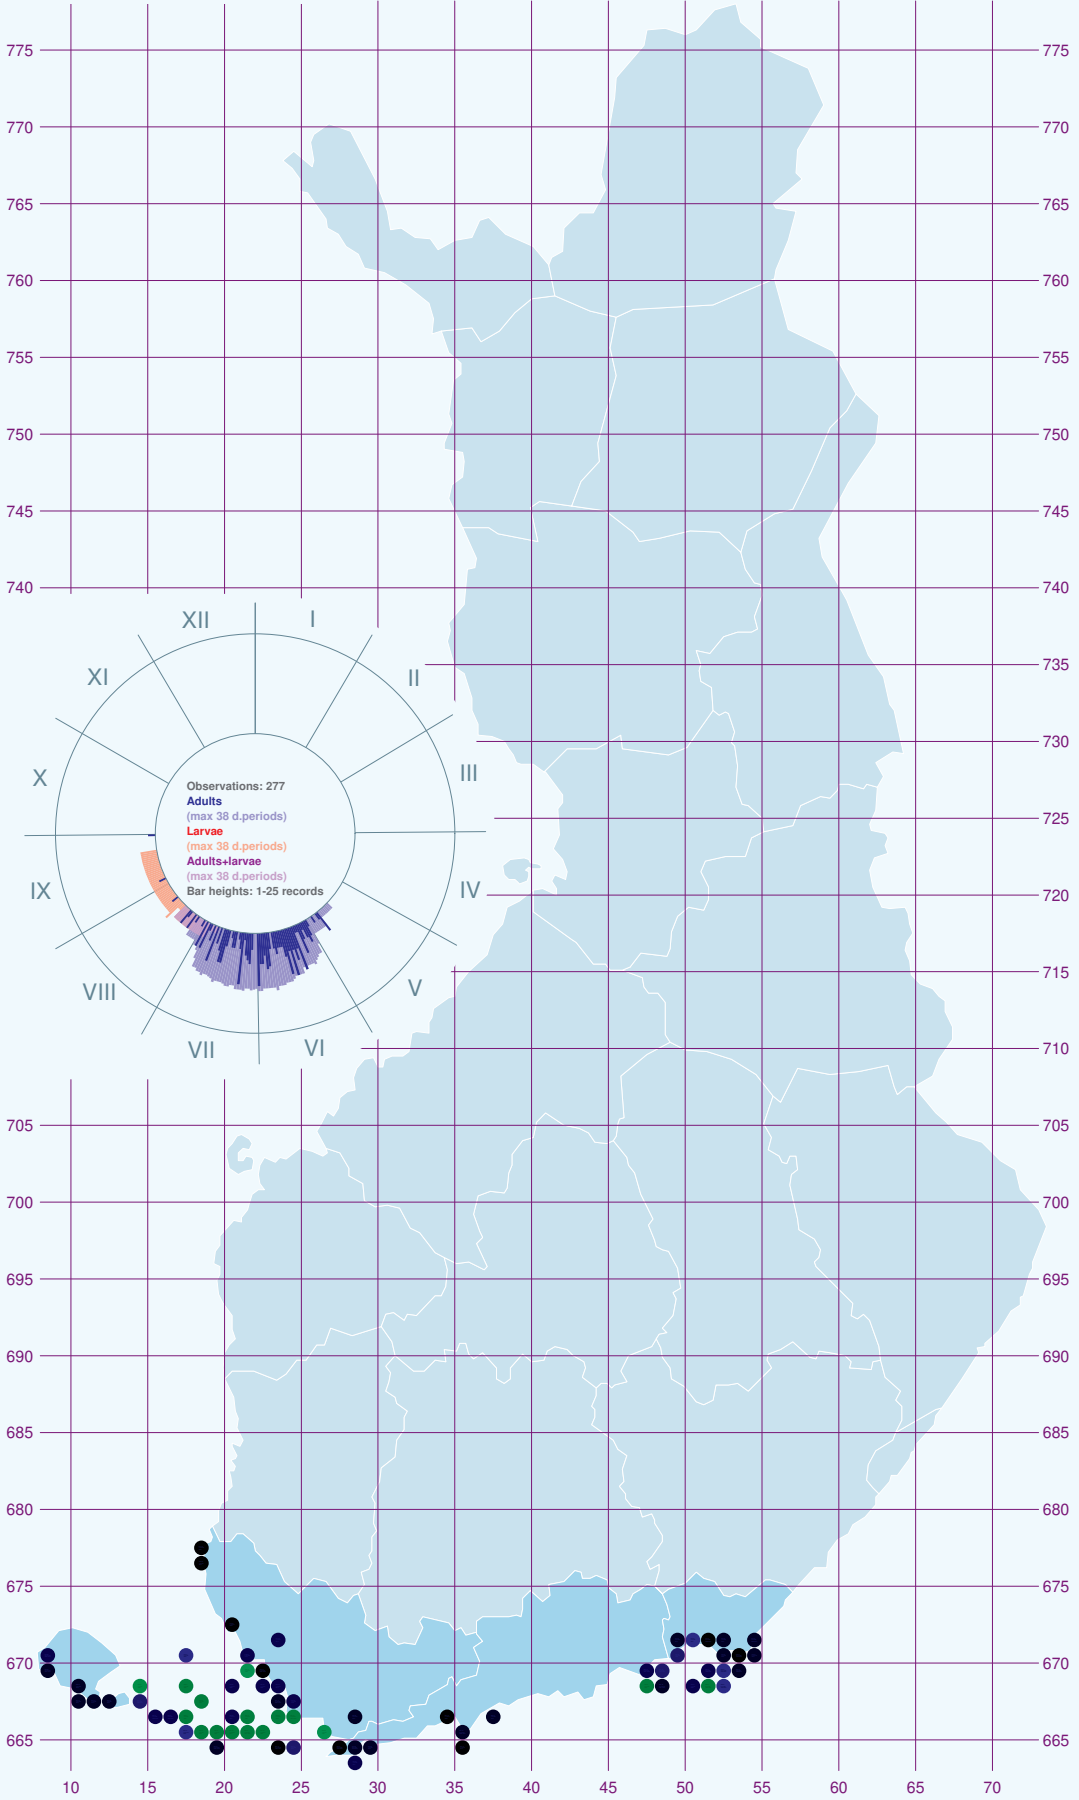 775 775
770 770
765 765
760 760
755 755
750 750
745 745
740 740
XII I
735
XI II
730
X III
Observations: 277
Adults
(max 38 d.periods)
725
Larvae
(max 38 d.periods)
Adults+larvae
(max 38 d.periods)
Bar heights: 1-25 records
IX IV
720
715
VIII V
VII VI
710
705 705
700 700
695 695
690 690
685 685
680 680
675 675
670 670
665 665
10 15 20 25 30 35 40 45 50 55 60 65 70